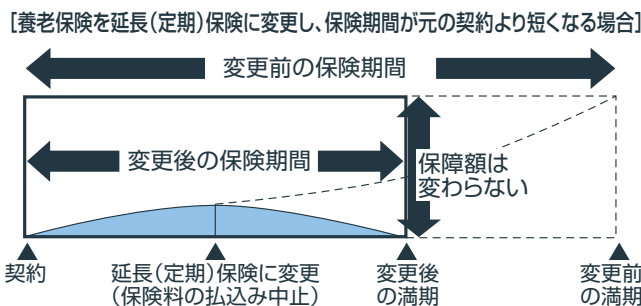 [養老保険を延長(定期)保険に変更し、保険期間が元の契約より短くなる場合]
変更前の保険期間
変更後の保険期間
保障額は
変わらない
契約
延長(定期)保険に変更
(保険料の払込み中止)
変更後
の満期
変更前
の満期